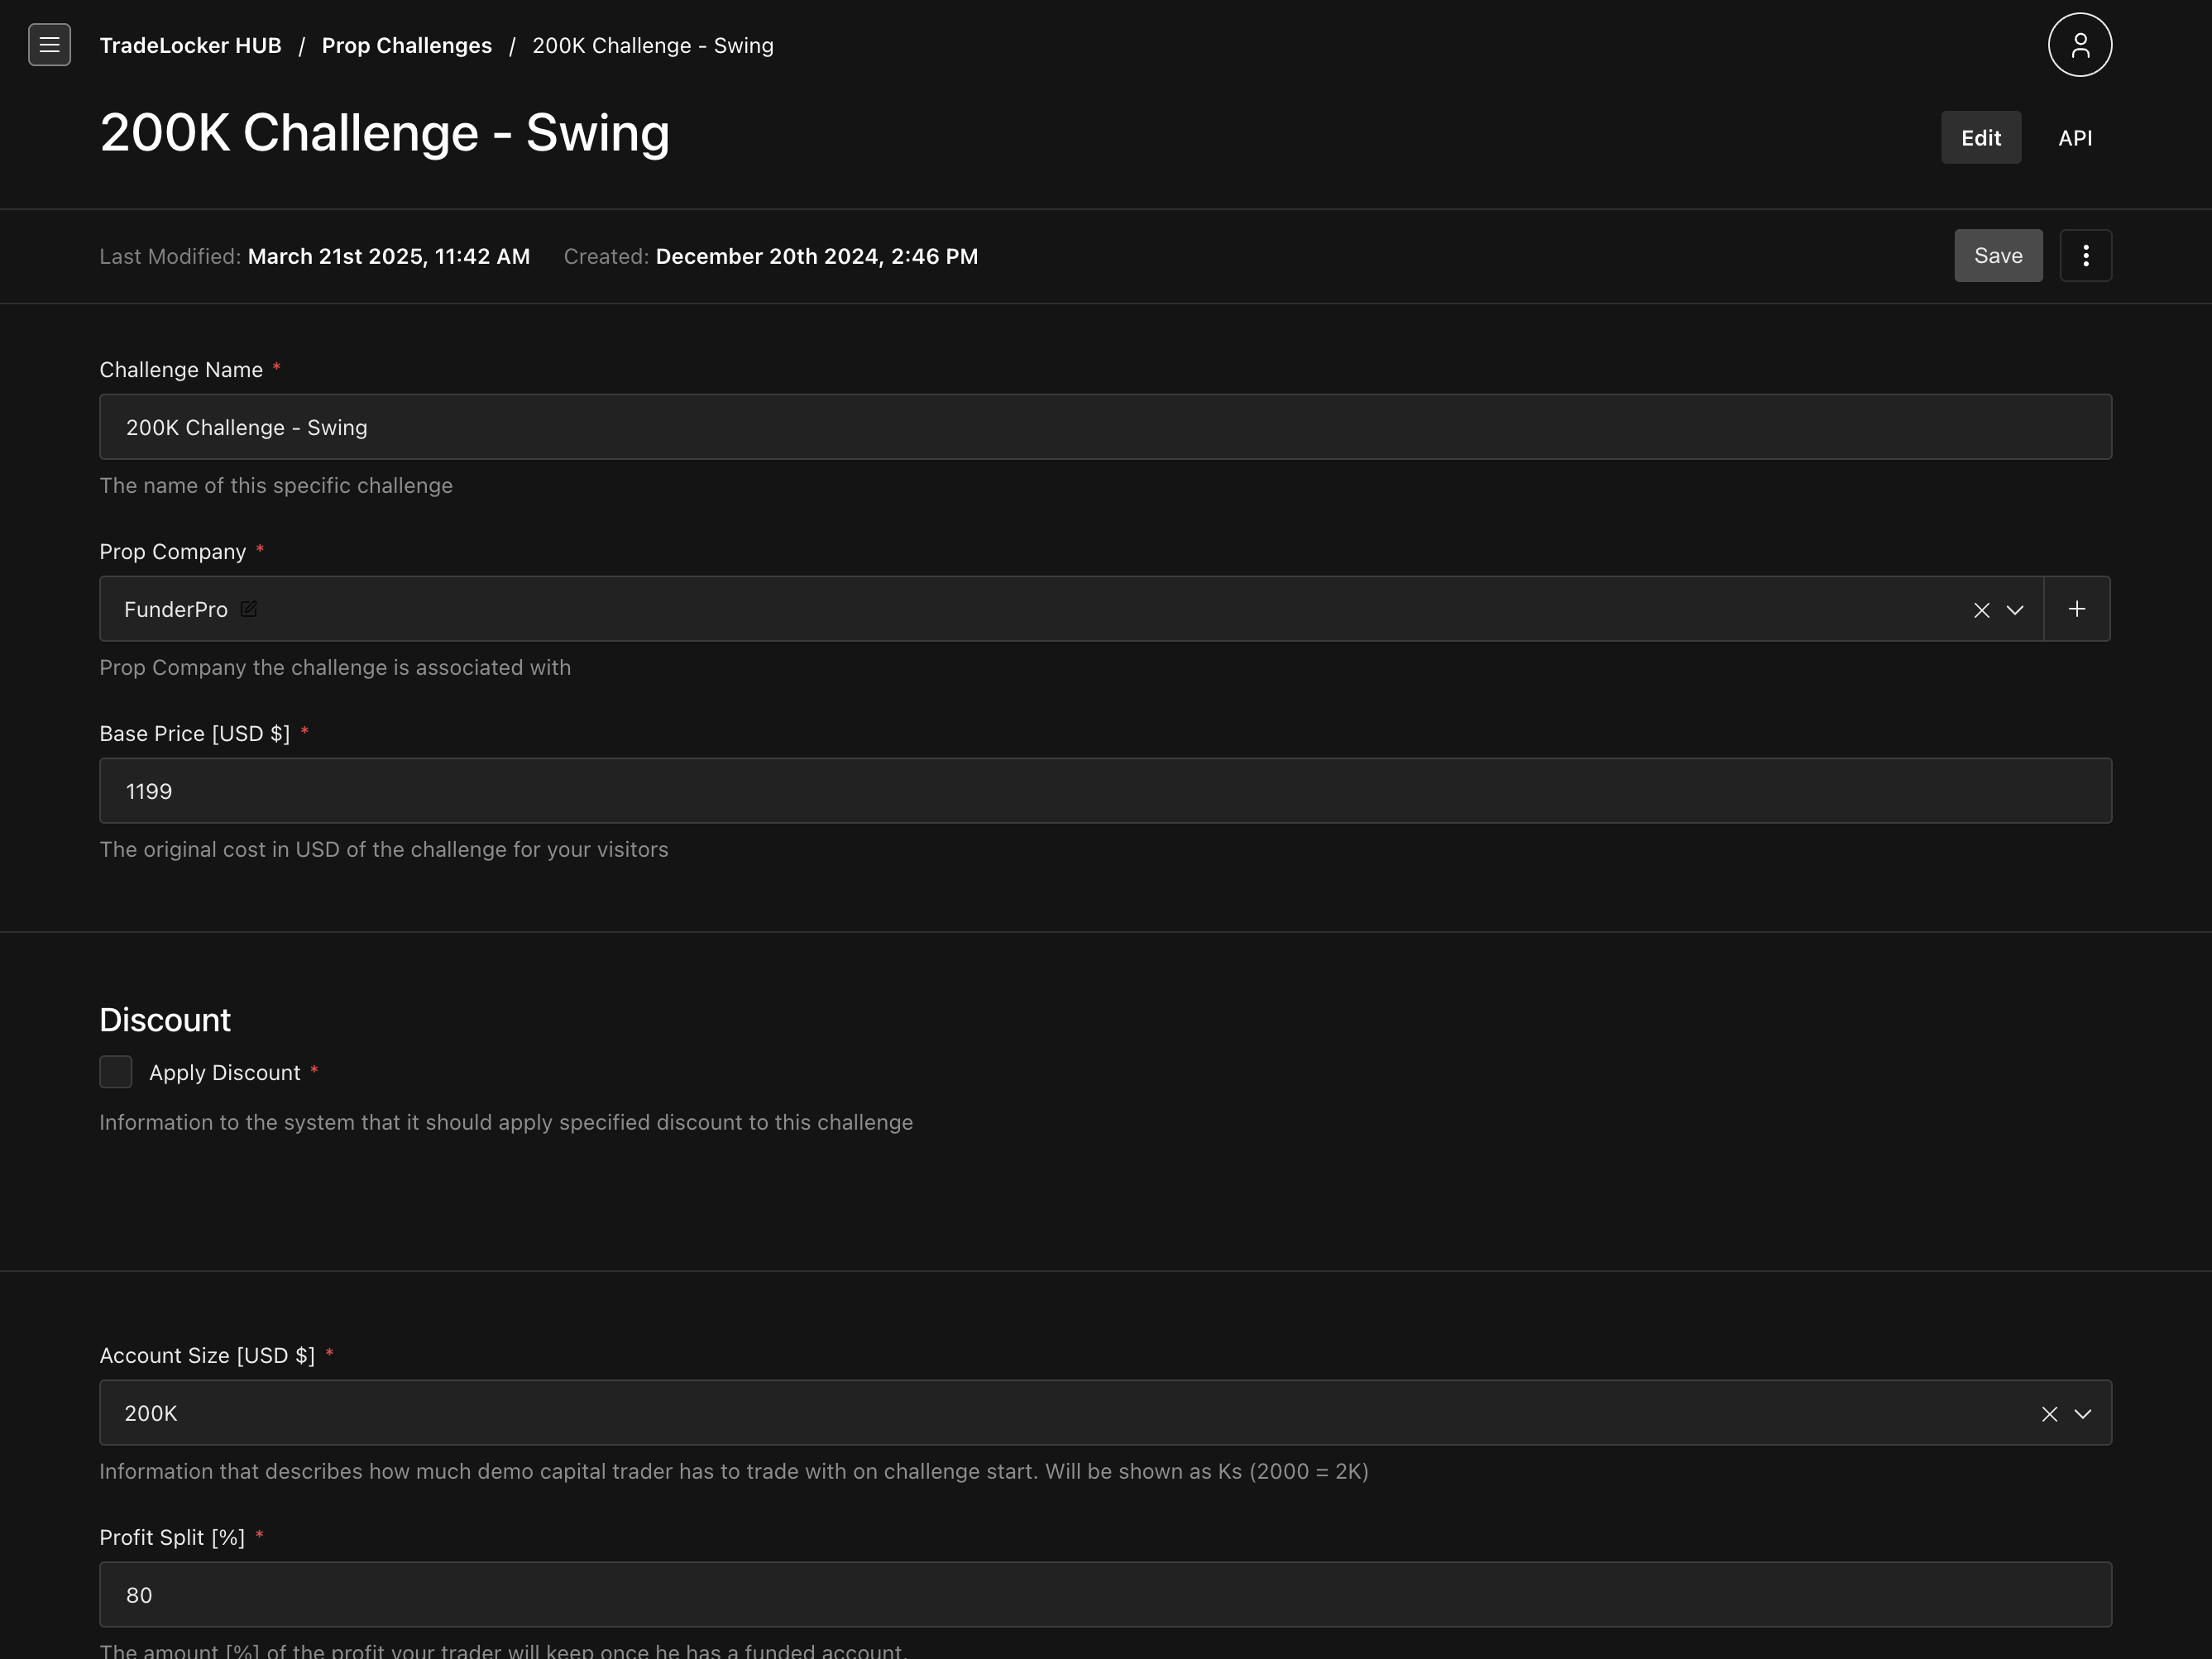 TradeLocker HUB / Prop Challenges / 200K Challenge - Swing
200K Challenge - Swing
Edit API
Last Modified: March 21st 2025, 11:42 AM Created: December 20th 2024, 2:46 PM
Save
Challenge Name *
200K Challenge - Swing
The name of this specific challenge
Prop Company *
FunderPro
Prop Company the challenge is associated with
Base Price [USD $] *
1199
The original cost in USD of the challenge for your visitors
Discount
Apply Discount *
Information to the system that it should apply specified discount to this challenge
Account Size [USD $] *
200K
Information that describes how much demo capital trader has to trade with on challenge start. Will be shown as Ks (2000 = 2K)
Profit Split [%] *
80
The amount [%] of the profit your trader will keep once he has a funded account.